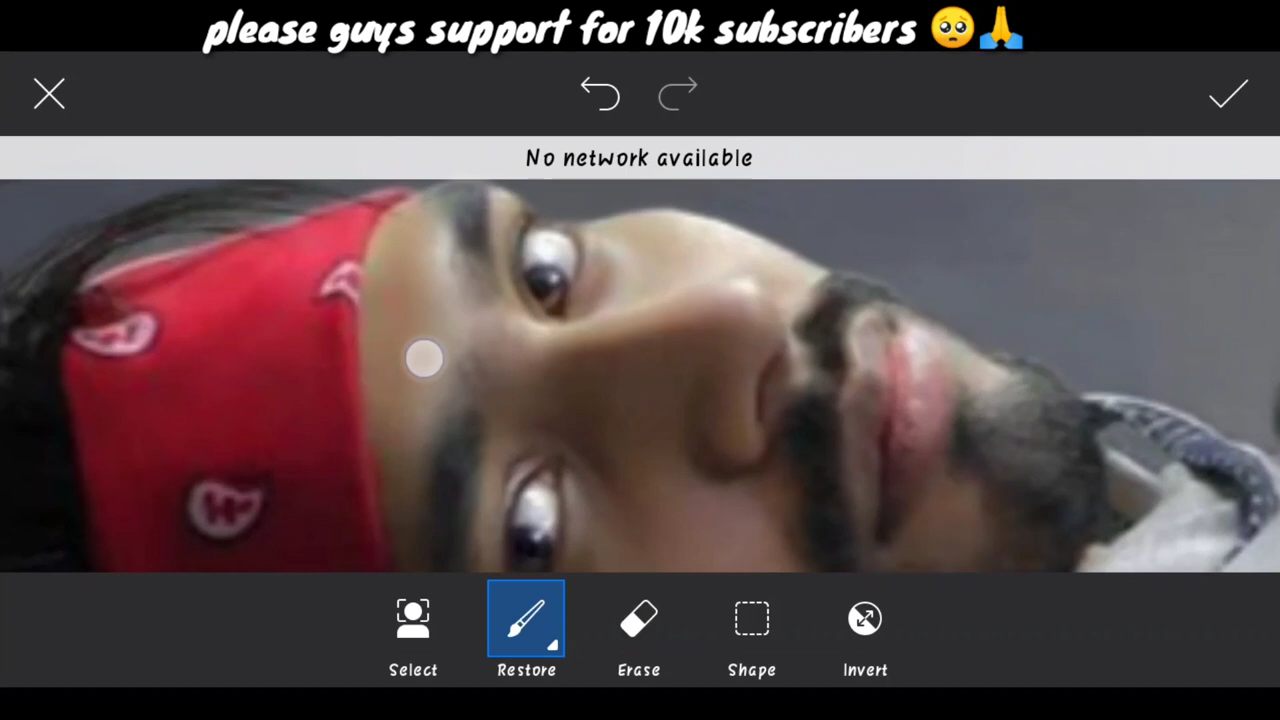 please guys support for 10k subscribers 🥺🙏
No network available
Select Restore Erase Shape Invert